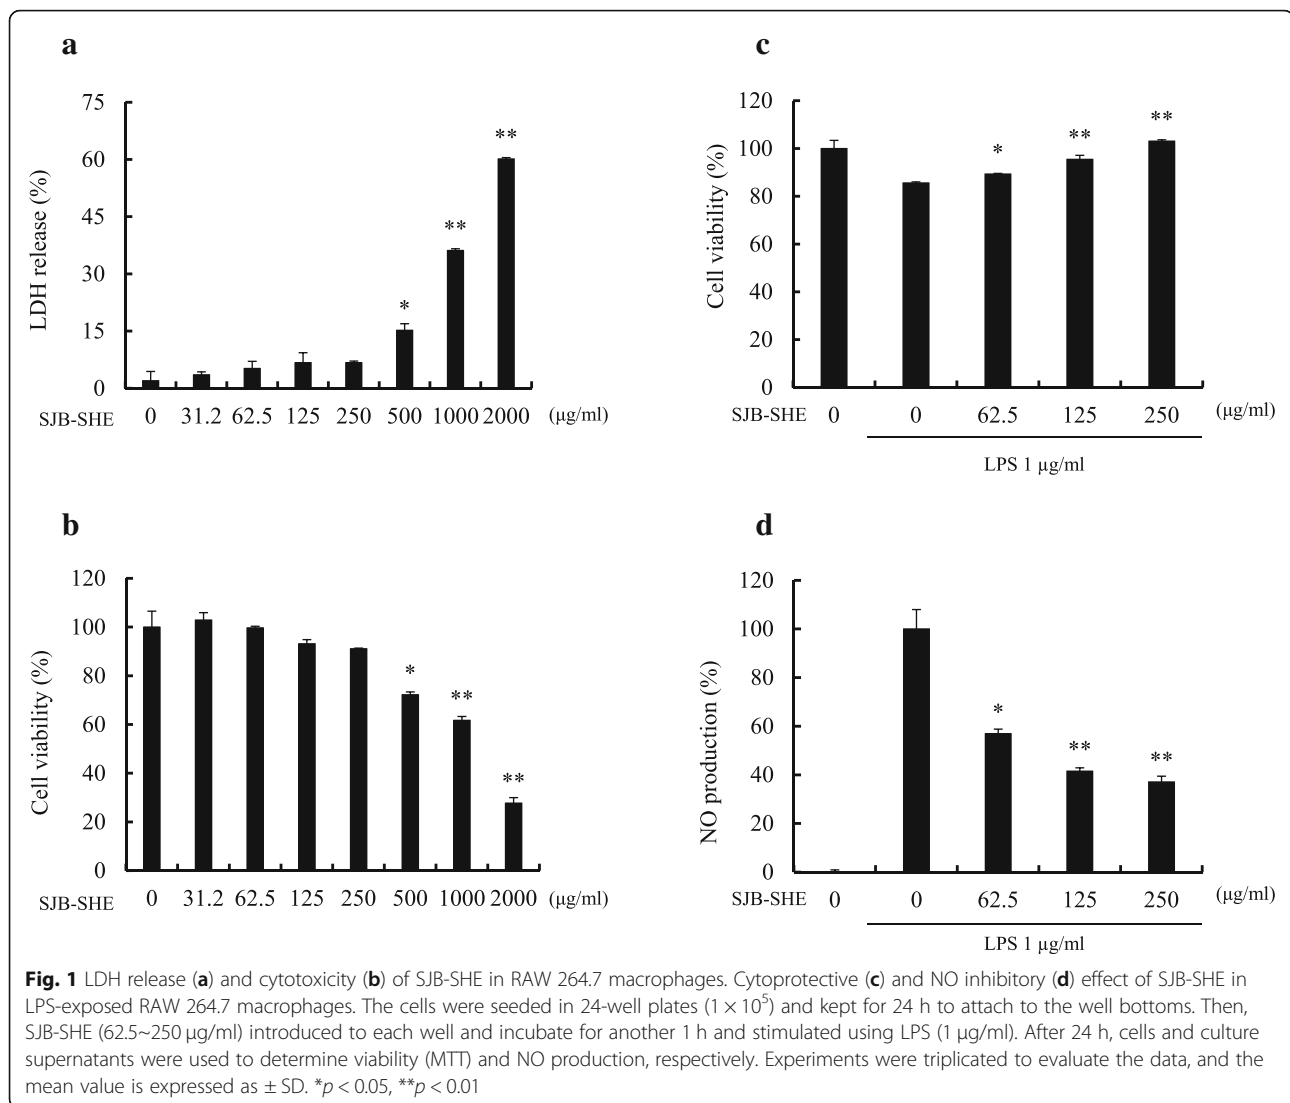 a
LDH release (%)
75
60
45
30
15
0
* ** **
SJB-SHE 0 31.2 62.5 125 250 500 1000 2000 (µg/ml)
c
Cell viability (%)
120
100
80
60
40
20
0
* ** **
SJB-SHE 0 0 62.5 125 250 (µg/ml)
LPS 1 µg/ml
b
Cell viability (%)
120
100
80
60
40
20
0
* ** **
SJB-SHE 0 31.2 62.5 125 250 500 1000 2000 (µg/ml)
d
NO production (%)
120
100
80
60
40
20
0
* ** **
SJB-SHE 0 0 62.5 125 250 (µg/ml)
LPS 1 µg/ml
Fig. 1 LDH release (a) and cytotoxicity (b) of SJB-SHE in RAW 264.7 macrophages. Cytoprotective (c) and NO inhibitory (d) effect of SJB-SHE in
LPS-exposed RAW 264.7 macrophages. The cells were seeded in 24-well plates (1 × 10⁵) and kept for 24 h to attach to the well bottoms. Then,
SJB-SHE (62.5~250 µg/ml) introduced to each well and incubate for another 1 h and stimulated using LPS (1 µg/ml). After 24 h, cells and culture
supernatants were used to determine viability (MTT) and NO production, respectively. Experiments were triplicated to evaluate the data, and the
mean value is expressed as ± SD. *p < 0.05, **p < 0.01